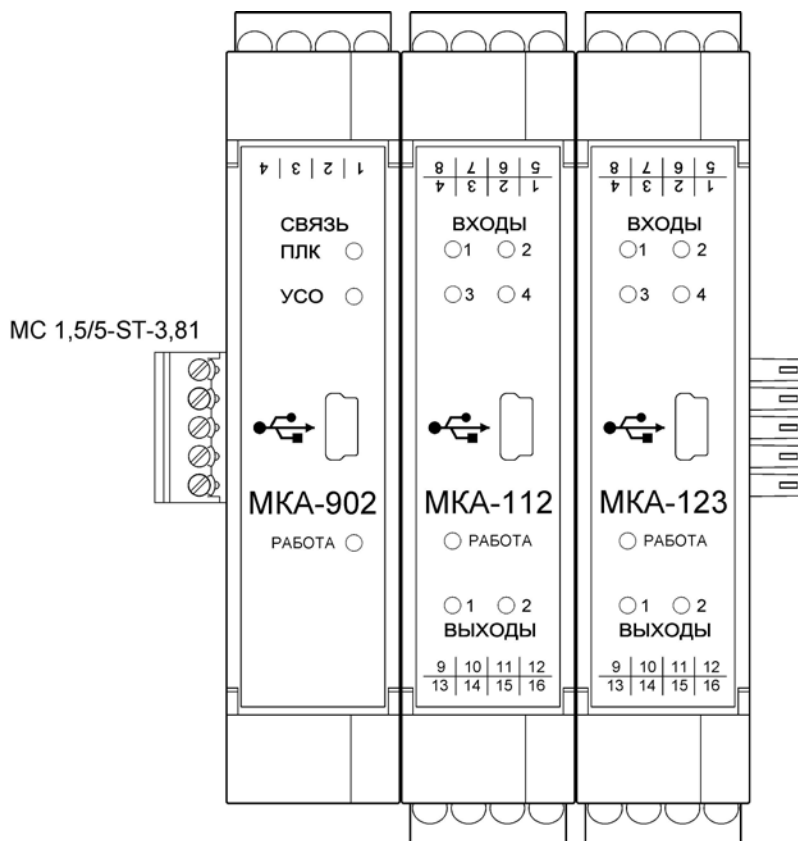 МС 1,5/5-ST-3,81
4 3 2 1
СВЯЗЬ
ПЛК
УСО
МКА-902
РАБОТА
8 7 6 5
4 3 2 1
ВХОДЫ
1 2
3 4
МКА-112
РАБОТА
1 2
ВЫХОДЫ
9 10 11 12
13 14 15 16
8 7 6 5
4 3 2 1
ВХОДЫ
1 2
3 4
МКА-123
РАБОТА
1 2
ВЫХОДЫ
9 10 11 12
13 14 15 16